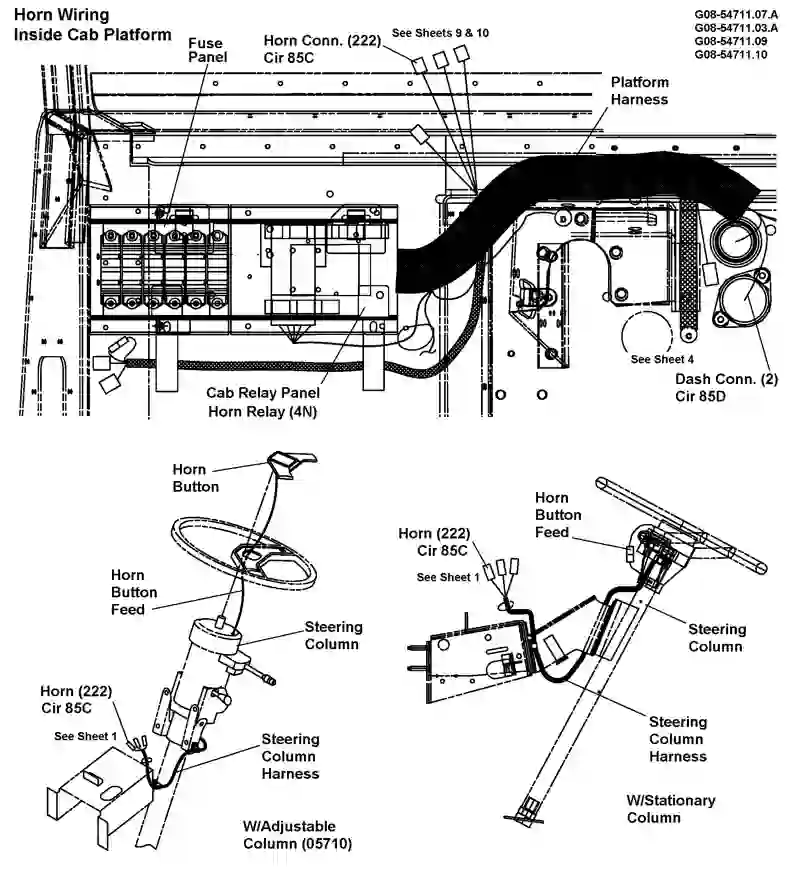 Horn Wiring
Inside Cab Platform
G08-54711.07.A
G08-54711.03.A
G08-54711.09
G08-54711.10
Fuse
Panel
Horn Conn. (222)
Cir 85C
See Sheets 9 & 10
Platform
Harness
See Sheet 4
Dash Conn. (2)
Cir 85D
Cab Relay Panel
Horn Relay (4N)
Horn
Button
Horn
Button
Feed
Steering
Column
Horn (222)
Cir 85C
See Sheet 1
Steering
Column
Harness
W/Adjustable
Column (05710)
Horn
Button
Feed
Horn (222)
Cir 85C
See Sheet 1
Steering
Column
Steering
Column
Harness
W/Stationary
Column